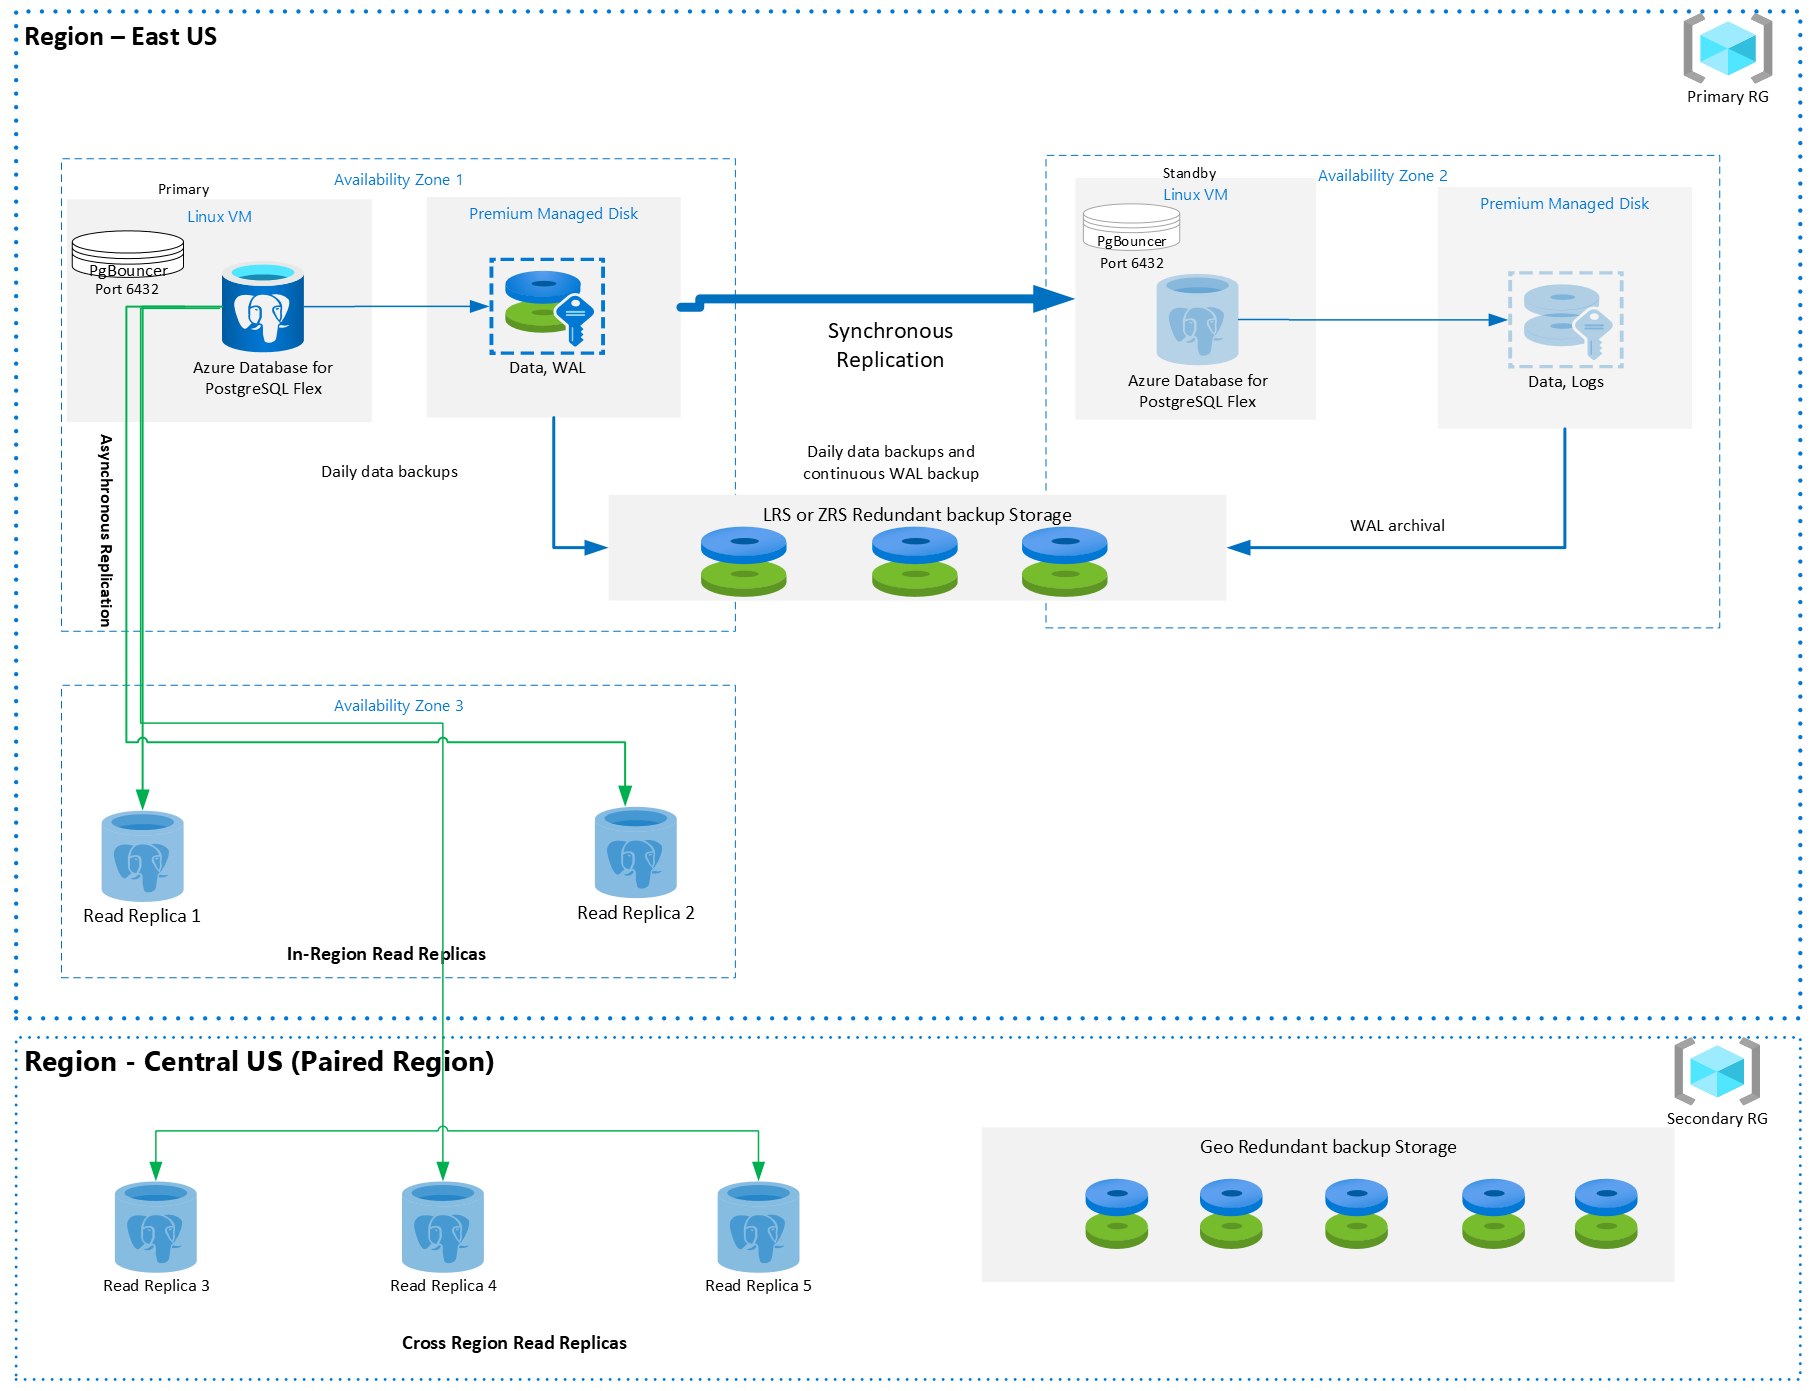 Region – East US
Primary RG
Availability Zone 1
Primary
Linux VM
PgBouncer
Port 6432
Azure Database for
PostgreSQL Flex
Premium Managed Disk
Data, WAL
Synchronous
Replication
Availability Zone 2
Standby
Linux VM
PgBouncer
Port 6432
Azure Database for
PostgreSQL Flex
Premium Managed Disk
Data, Logs
Asynchronous Replication
Daily data backups
Daily data backups and
continuous WAL backup
LRS or ZRS Redundant backup Storage
WAL archival
Availability Zone 3
Read Replica 1
Read Replica 2
In-Region Read Replicas
Region - Central US (Paired Region)
Secondary RG
Read Replica 3
Read Replica 4
Read Replica 5
Cross Region Read Replicas
Geo Redundant backup Storage